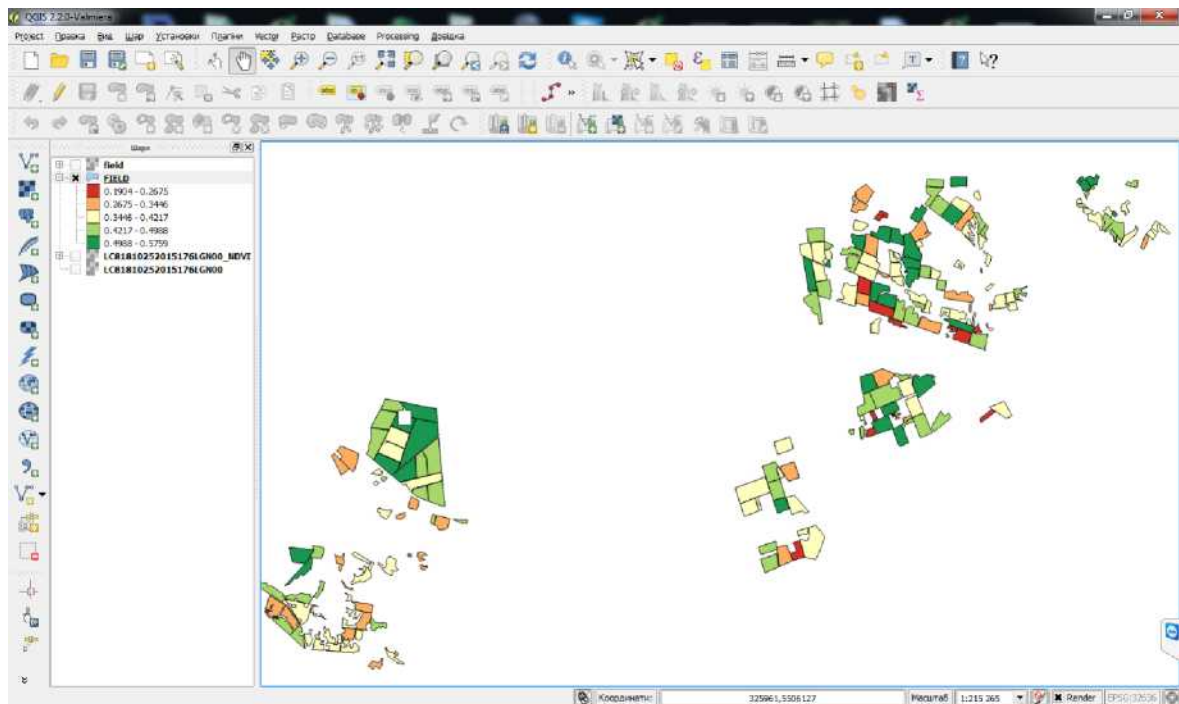 QGIS 2.2.0-Valmiera
Project Правка Вид Шар Установки Плагіни Vector Растр Database Processing Довідка
Шари
field
FIELD
0.1904 - 0.2675
0.2675 - 0.3446
0.3446 - 0.4217
0.4217 - 0.4988
0.4988 - 0.5759
LC81810252015176LGN00_NDVI
LC81810252015176LGN00
Координати: 325961,5506127 Масштаб 1:215 265 Render EPSG:32636